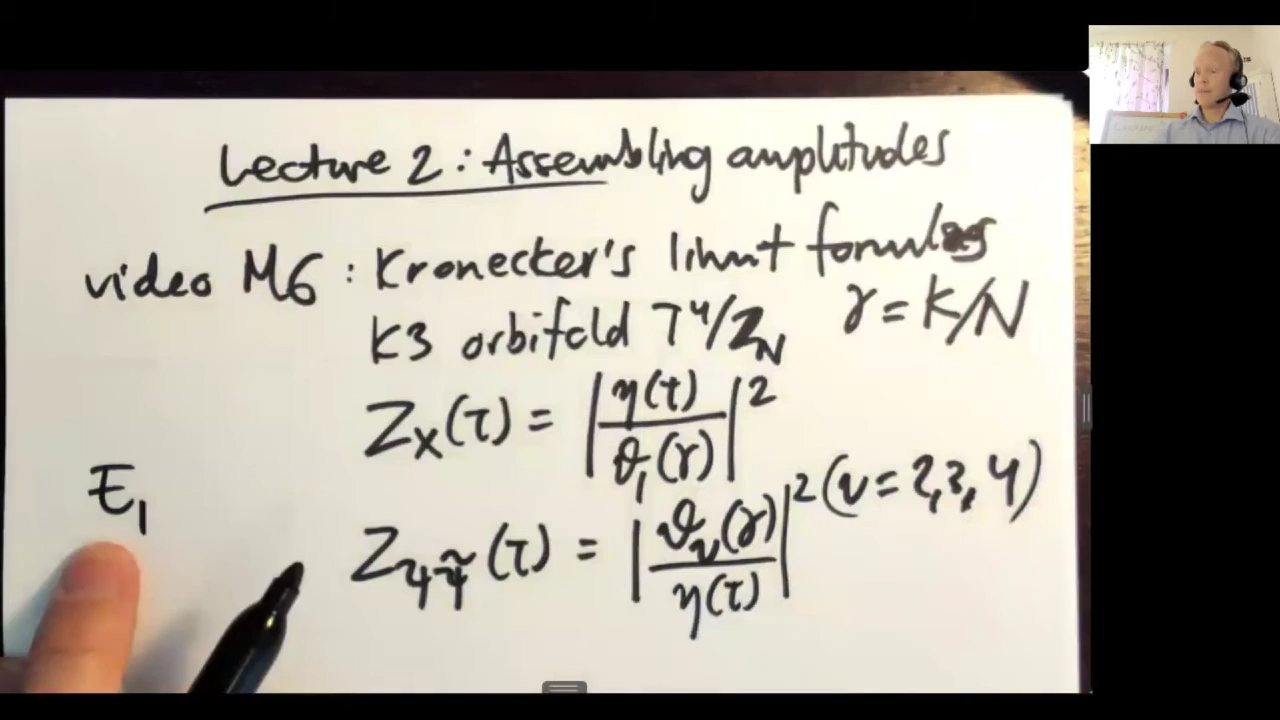 Lecture 2: Assembling amplitudes
video M6: Kronecker's limit formulas
K3 orbifold T⁴/Z_N γ = K/N
Z_X(τ) = |η(τ)/ϑ₁(γ)|²
E₁
Z_ψψ̃(τ) = |ϑ_ν(γ)/η(τ)|² (ν = 2,3,4)